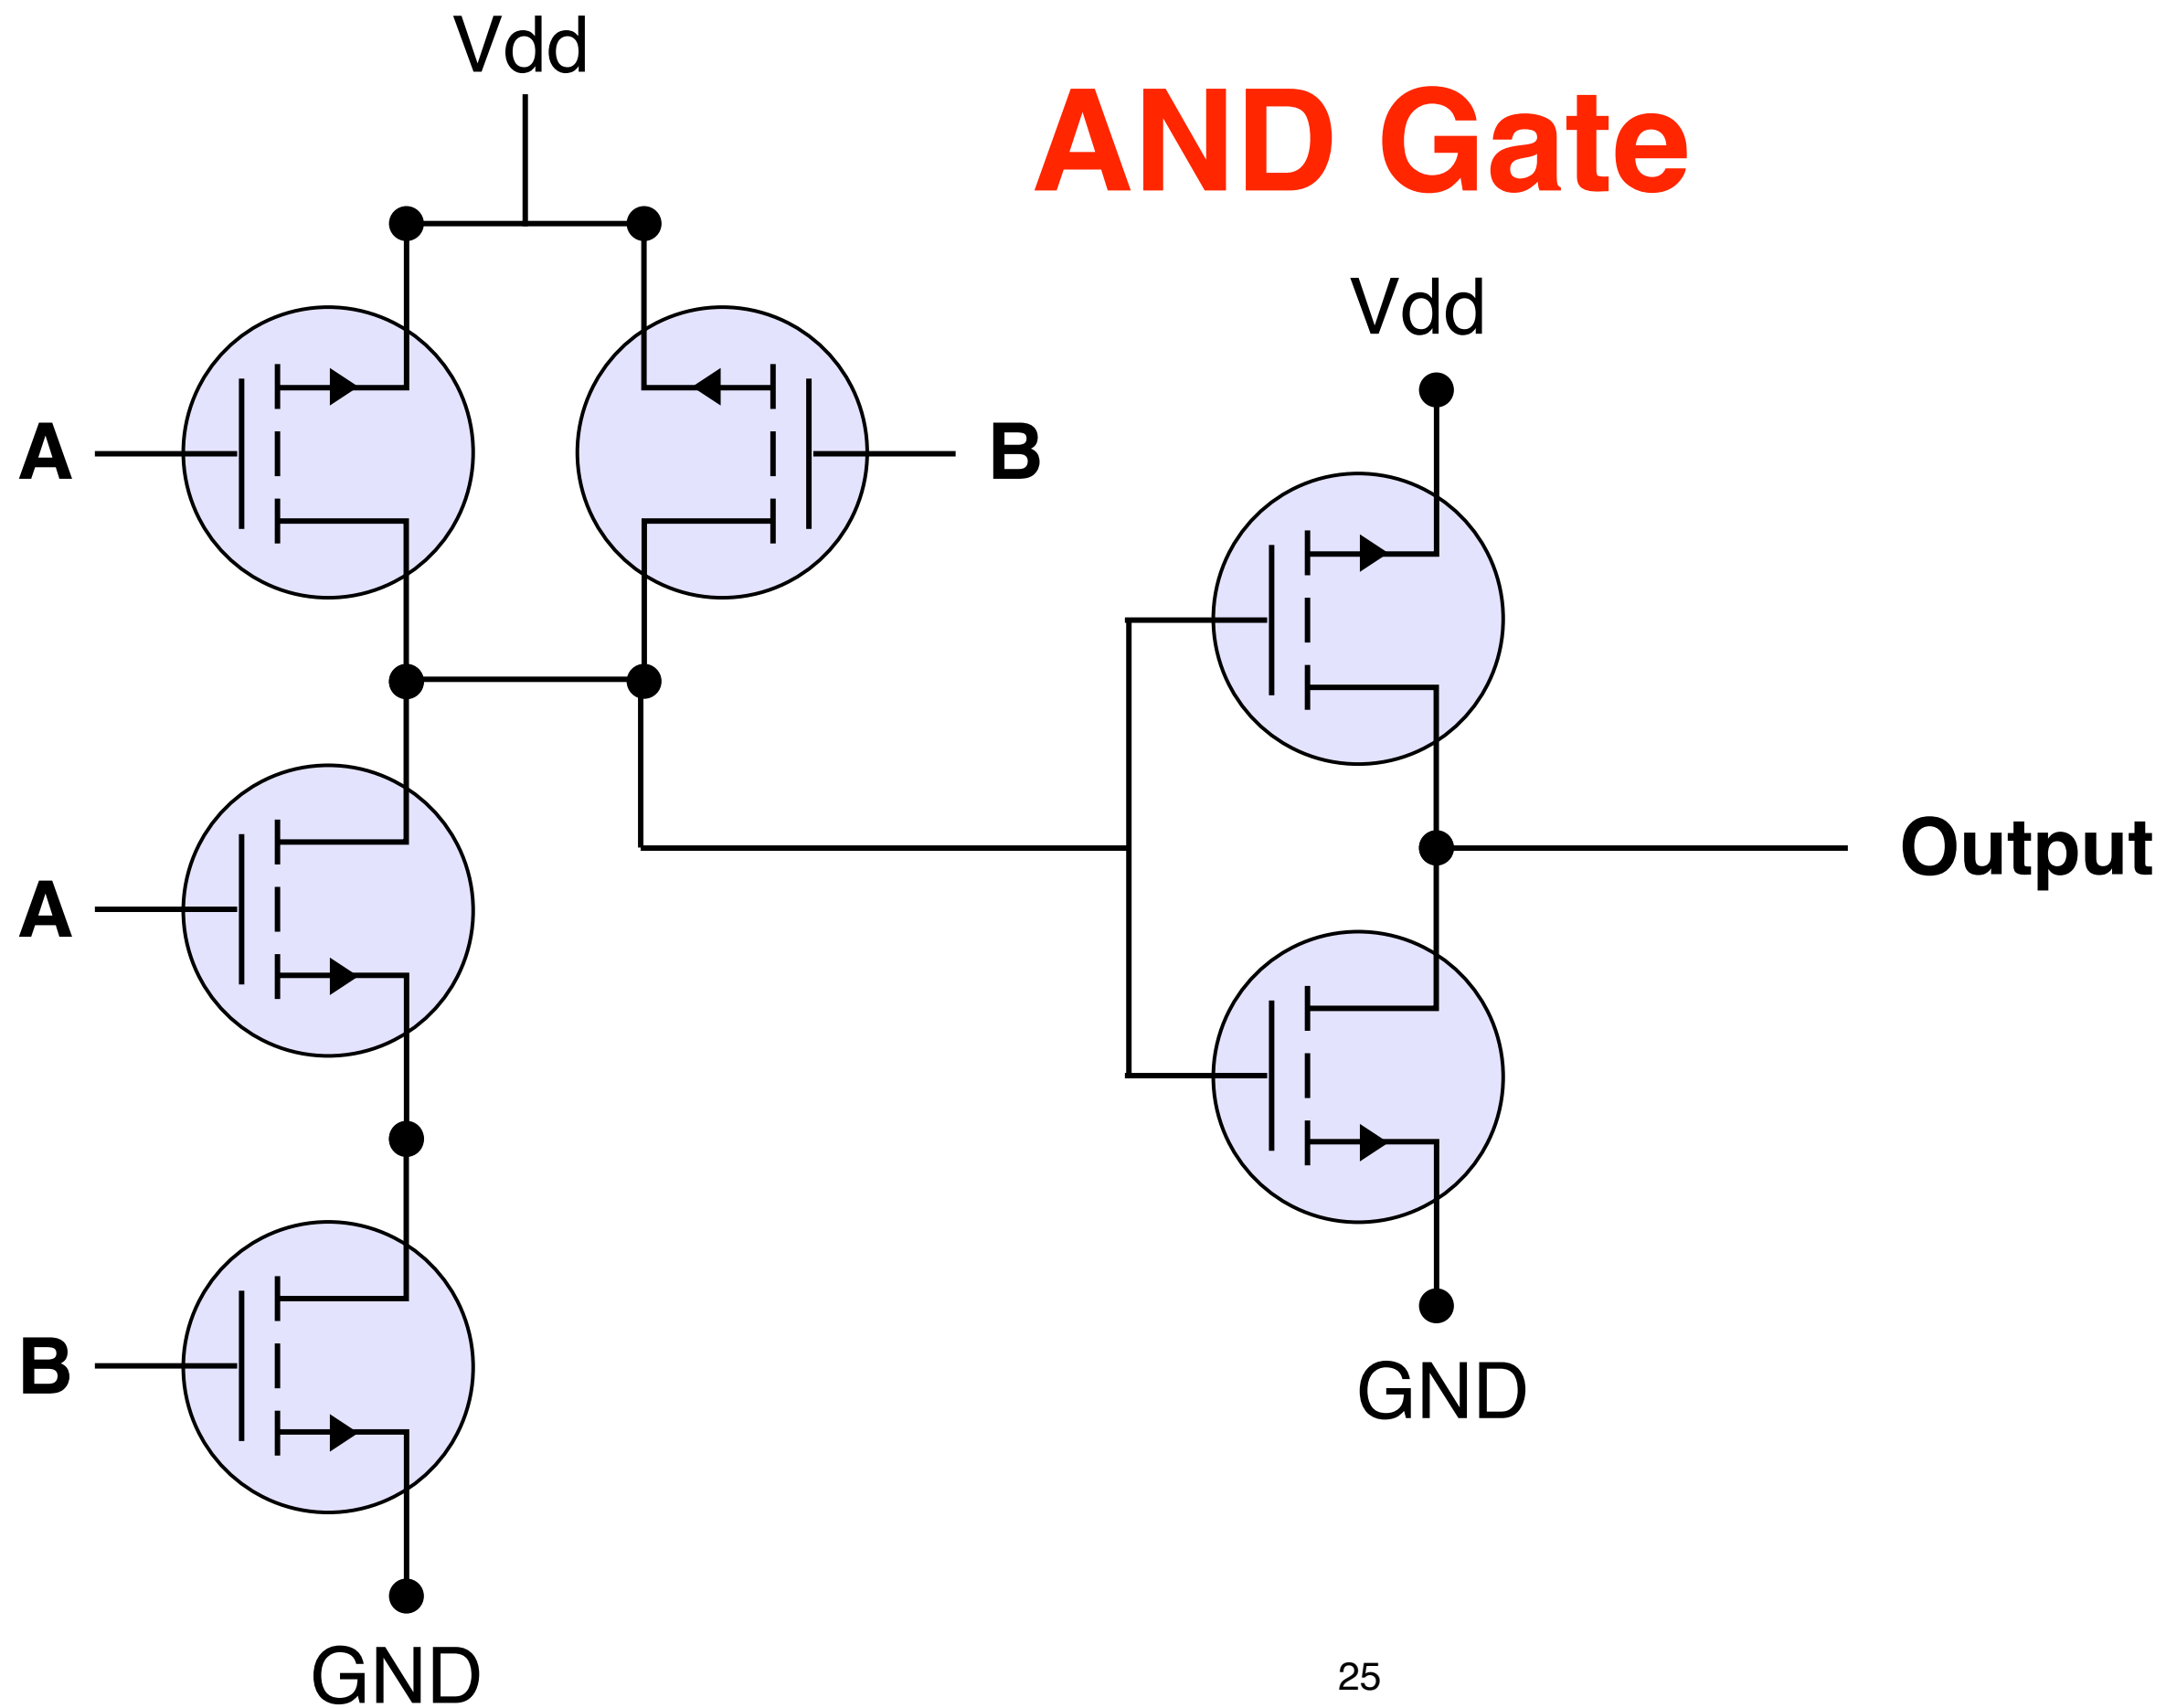 Vdd
AND Gate
Vdd
A
B
Output
A
B
GND
GND
25